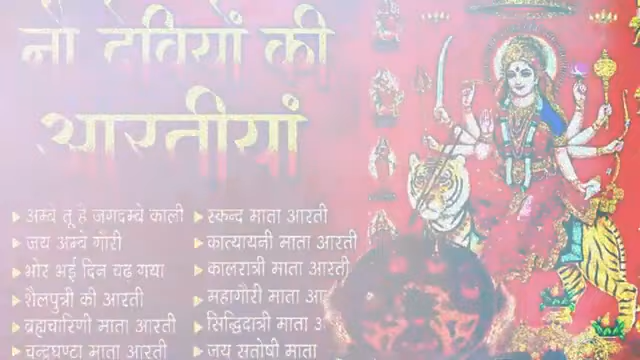 नौ देवियों की
आरतीयां
अम्बे तू है जगदम्बे काली
जय अम्बे गौरी
भोर भई दिन चढ़ गया
शैलपुत्री की आरती
ब्रह्मचारिणी माता आरती
चन्द्रघण्टा माता आरती
स्कन्द माता आरती
कात्यायनी माता आरती
कालरात्री माता आरती
महागौरी माता
सिद्धिदात्री माता
जय संतोषी माता